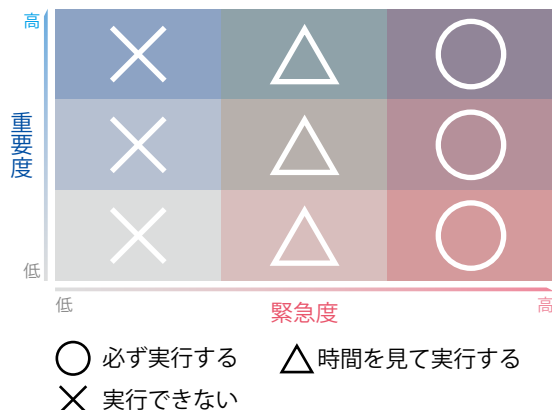 高
重要度
低
低
緊急度
高
必ず実行する
時間を見て実行する
実行できない